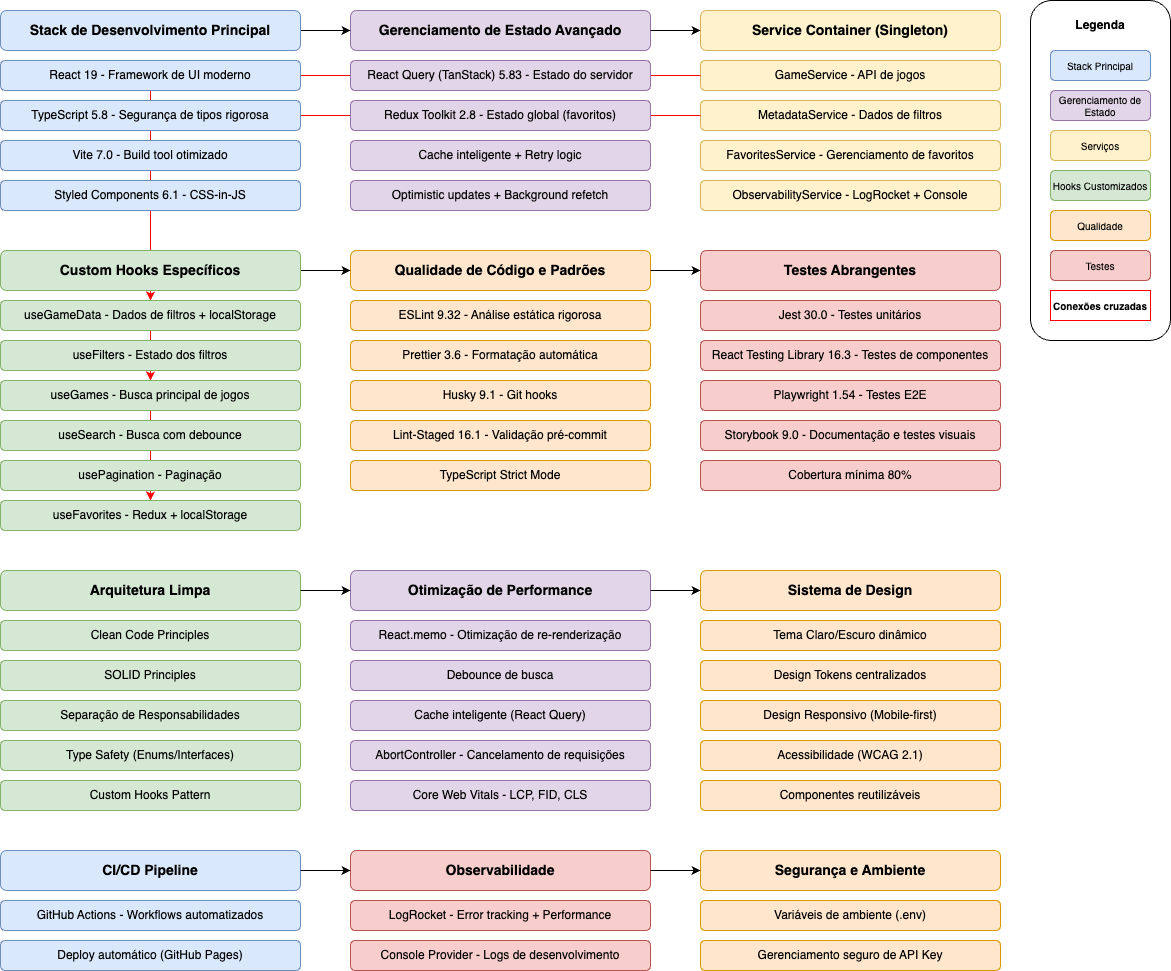 Stack de Desenvolvimento Principal
React 19 - Framework de UI moderno
TypeScript 5.8 - Segurança de tipos rigorosa
Vite 7.0 - Build tool otimizado
Styled Components 6.1 - CSS-in-JS
Gerenciamento de Estado Avançado
React Query (TanStack) 5.83 - Estado do servidor
Redux Toolkit 2.8 - Estado global (favoritos)
Cache inteligente + Retry logic
Optimistic updates + Background refetch
Service Container (Singleton)
GameService - API de jogos
MetadataService - Dados de filtros
FavoritesService - Gerenciamento de favoritos
ObservabilityService - LogRocket + Console
Legenda
Stack Principal
Gerenciamento de
Estado
Serviços
Hooks Customizados
Qualidade
Testes
Conexões cruzadas
Custom Hooks Específicos
useGameData - Dados de filtros + localStorage
useFilters - Estado dos filtros
useGames - Busca principal de jogos
useSearch - Busca com debounce
usePagination - Paginação
useFavorites - Redux + localStorage
Qualidade de Código e Padrões
ESLint 9.32 - Análise estática rigorosa
Prettier 3.6 - Formatação automática
Husky 9.1 - Git hooks
Lint-Staged 16.1 - Validação pré-commit
TypeScript Strict Mode
Testes Abrangentes
Jest 30.0 - Testes unitários
React Testing Library 16.3 - Testes de componentes
Playwright 1.54 - Testes E2E
Storybook 9.0 - Documentação e testes visuais
Cobertura mínima 80%
Arquitetura Limpa
Clean Code Principles
SOLID Principles
Separação de Responsabilidades
Type Safety (Enums/Interfaces)
Custom Hooks Pattern
Otimização de Performance
React.memo - Otimização de re-renderização
Debounce de busca
Cache inteligente (React Query)
AbortController - Cancelamento de requisições
Core Web Vitals - LCP, FID, CLS
Sistema de Design
Tema Claro/Escuro dinâmico
Design Tokens centralizados
Design Responsivo (Mobile-first)
Acessibilidade (WCAG 2.1)
Componentes reutilizáveis
CI/CD Pipeline
GitHub Actions - Workflows automatizados
Deploy automático (GitHub Pages)
Observabilidade
LogRocket - Error tracking + Performance
Console Provider - Logs de desenvolvimento
Segurança e Ambiente
Variáveis de ambiente (.env)
Gerenciamento seguro de API Key